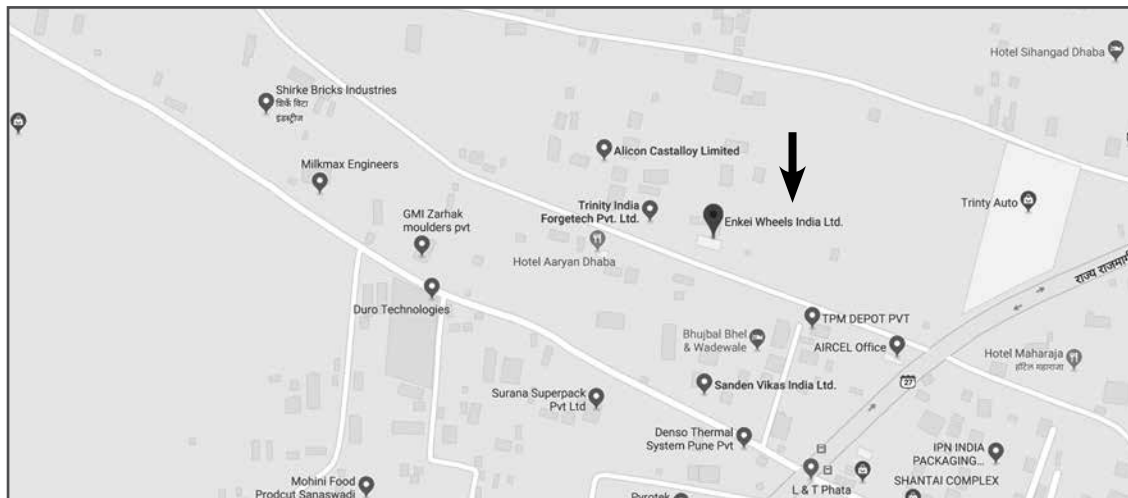 Hotel Sihangad Dhaba
Shirke Bricks Industries
शिर्के विटा
इंडस्ट्रीज
Alicon Castalloy Limited
Milkmax Engineers
Trinity India
Forgetech Pvt. Ltd.
Enkei Wheels India Ltd.
Trinty Auto
GMI Zarhak
moulders pvt
Hotel Aaryan Dhaba
राज्य राजमार्ग
Duro Technologies
TPM DEPOT PVT
Bhujbal Bhel
& Wadewale
AIRCEL Office
Hotel Maharaja
हॉटेल महाराजा
27
Sanden Vikas India Ltd.
Surana Superpack
Pvt Ltd
Denso Thermal
System Pune Pvt
IPN INDIA
PACKAGING...
SHANTAI COMPLEX
Mohini Food
Prodcut Sanaswadi
L & T Phata
Pyrotek